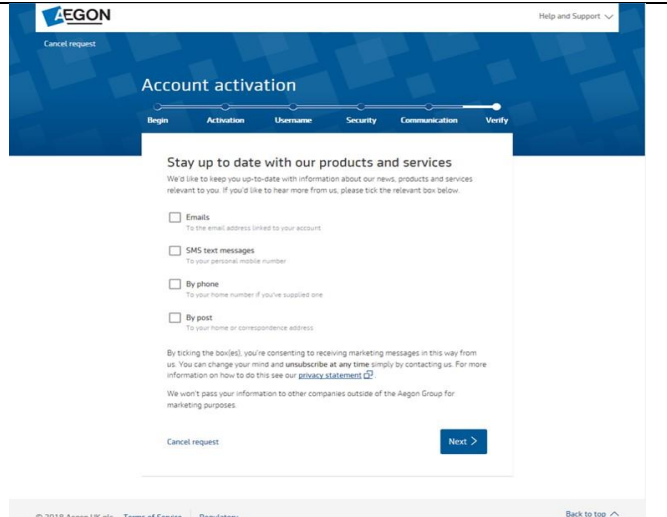 AEGON
Help and Support
Cancel request
Account activation
Begin Activation Username Security Communication Verify
Stay up to date with our products and services
We'd like to keep you up-to-date with information about our news, products and services
relevant to you. If you'd like to hear more from us, please tick the relevant box below.
Emails
To the email address linked to your account
SMS text messages
To your personal mobile number
By phone
To your home number if you've supplied one
By post
To your home or correspondence address
By ticking the box(es), you're consenting to receiving marketing messages in this way from
us. You can change your mind and unsubscribe at any time simply by contacting us. For more
information on how to do this see our privacy statement.
We won't pass your information to other companies outside of the Aegon Group for
marketing purposes.
Cancel request
Next
© 2018 Aegon UK plc Terms of Service Regulatory
Back to top